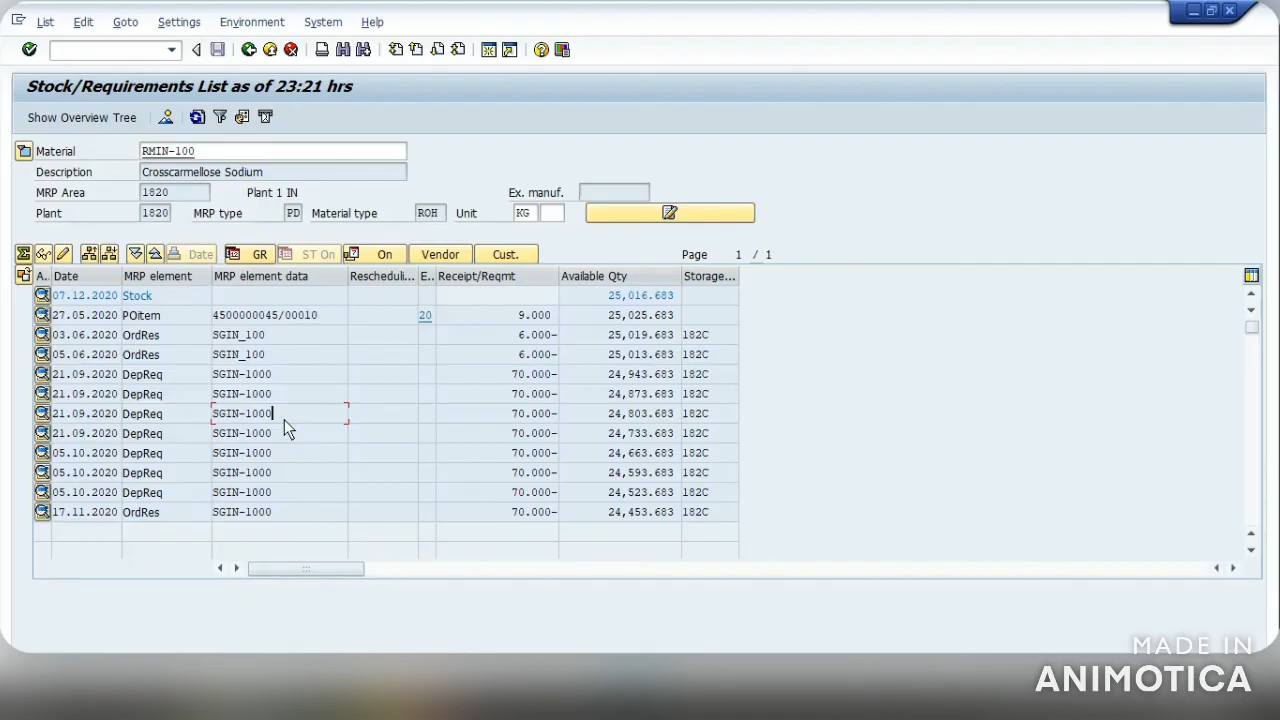 List Edit Goto Settings Environment System Help
Stock/Requirements List as of 23:21 hrs
Show Overview Tree
Material RMIN-100
Description Crosscarmellose Sodium
MRP Area 1820 Plant 1 IN Ex. manuf.
Plant 1820 MRP type PD Material type ROH Unit KG
Date GR ST On On Vendor Cust. Page 1 / 1
A.. Date MRP element MRP element data Rescheduli... E.. Receipt/Reqmt Available Qty Storage...
07.12.2020 Stock 25,016.683
27.05.2020 POitem 4500000045/00010 20 9.000 25,025.683
03.06.2020 OrdRes SGIN_100 6.000- 25,019.683 182C
05.06.2020 OrdRes SGIN_100 6.000- 25,013.683 182C
21.09.2020 DepReq SGIN-1000 70.000- 24,943.683 182C
21.09.2020 DepReq SGIN-1000 70.000- 24,873.683 182C
21.09.2020 DepReq SGIN-1000 70.000- 24,803.683 182C
21.09.2020 DepReq SGIN-1000 70.000- 24,733.683 182C
05.10.2020 DepReq SGIN-1000 70.000- 24,663.683 182C
05.10.2020 DepReq SGIN-1000 70.000- 24,593.683 182C
05.10.2020 DepReq SGIN-1000 70.000- 24,523.683 182C
17.11.2020 OrdRes SGIN-1000 70.000- 24,453.683 182C
MADE IN
ANIMOTICA